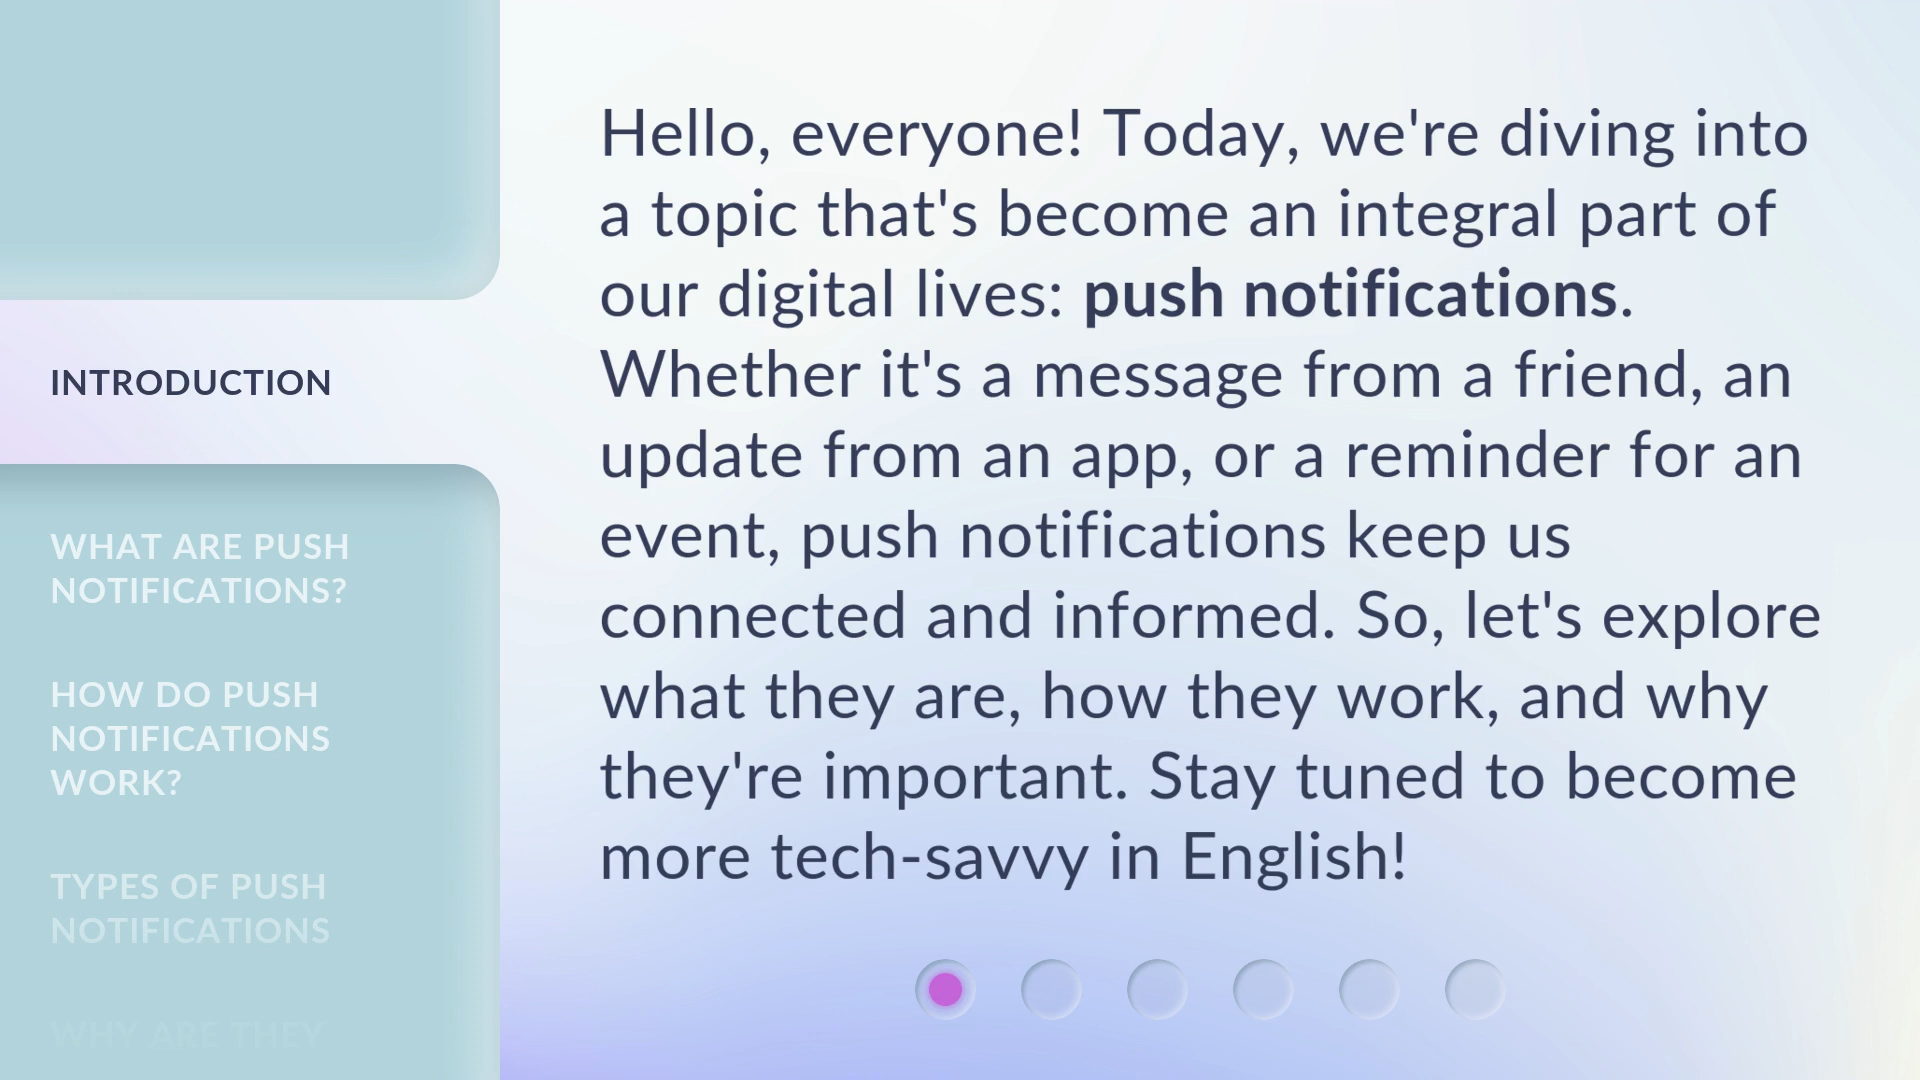 INTRODUCTION
WHAT ARE PUSH
NOTIFICATIONS?
HOW DO PUSH
NOTIFICATIONS
WORK?
TYPES OF PUSH
NOTIFICATIONS
WHY ARE THEY
Hello, everyone! Today, we're diving into
a topic that's become an integral part of
our digital lives: push notifications.
Whether it's a message from a friend, an
update from an app, or a reminder for an
event, push notifications keep us
connected and informed. So, let's explore
what they are, how they work, and why
they're important. Stay tuned to become
more tech-savvy in English!